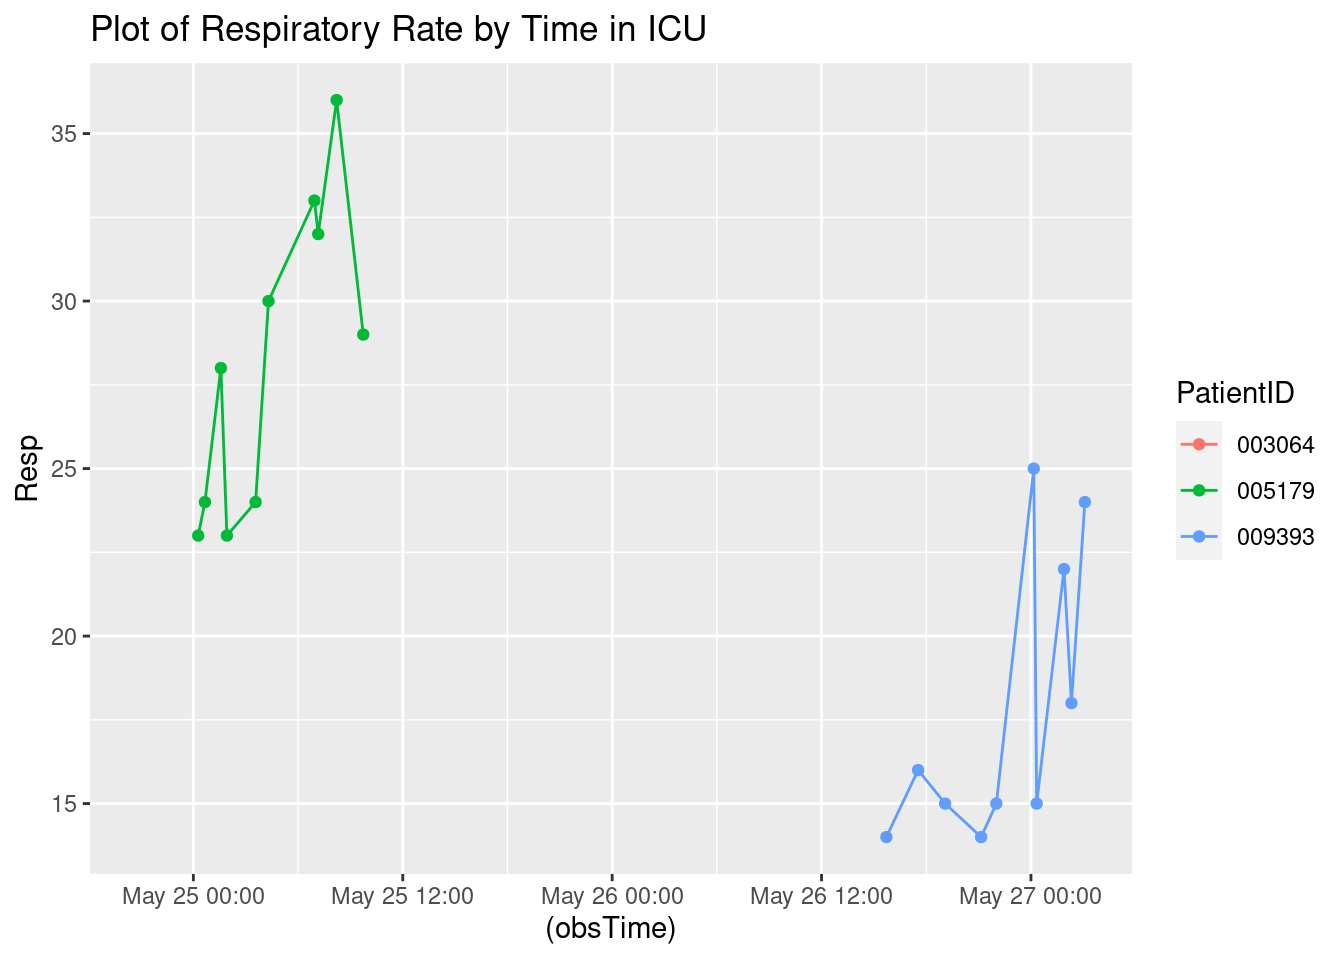 Plot of Respiratory Rate by Time in ICU
35
30
25
20
15
Resp
May 25 00:00
May 25 12:00
May 26 00:00
May 26 12:00
May 27 00:00
(obsTime)
PatientID
003064
005179
009393